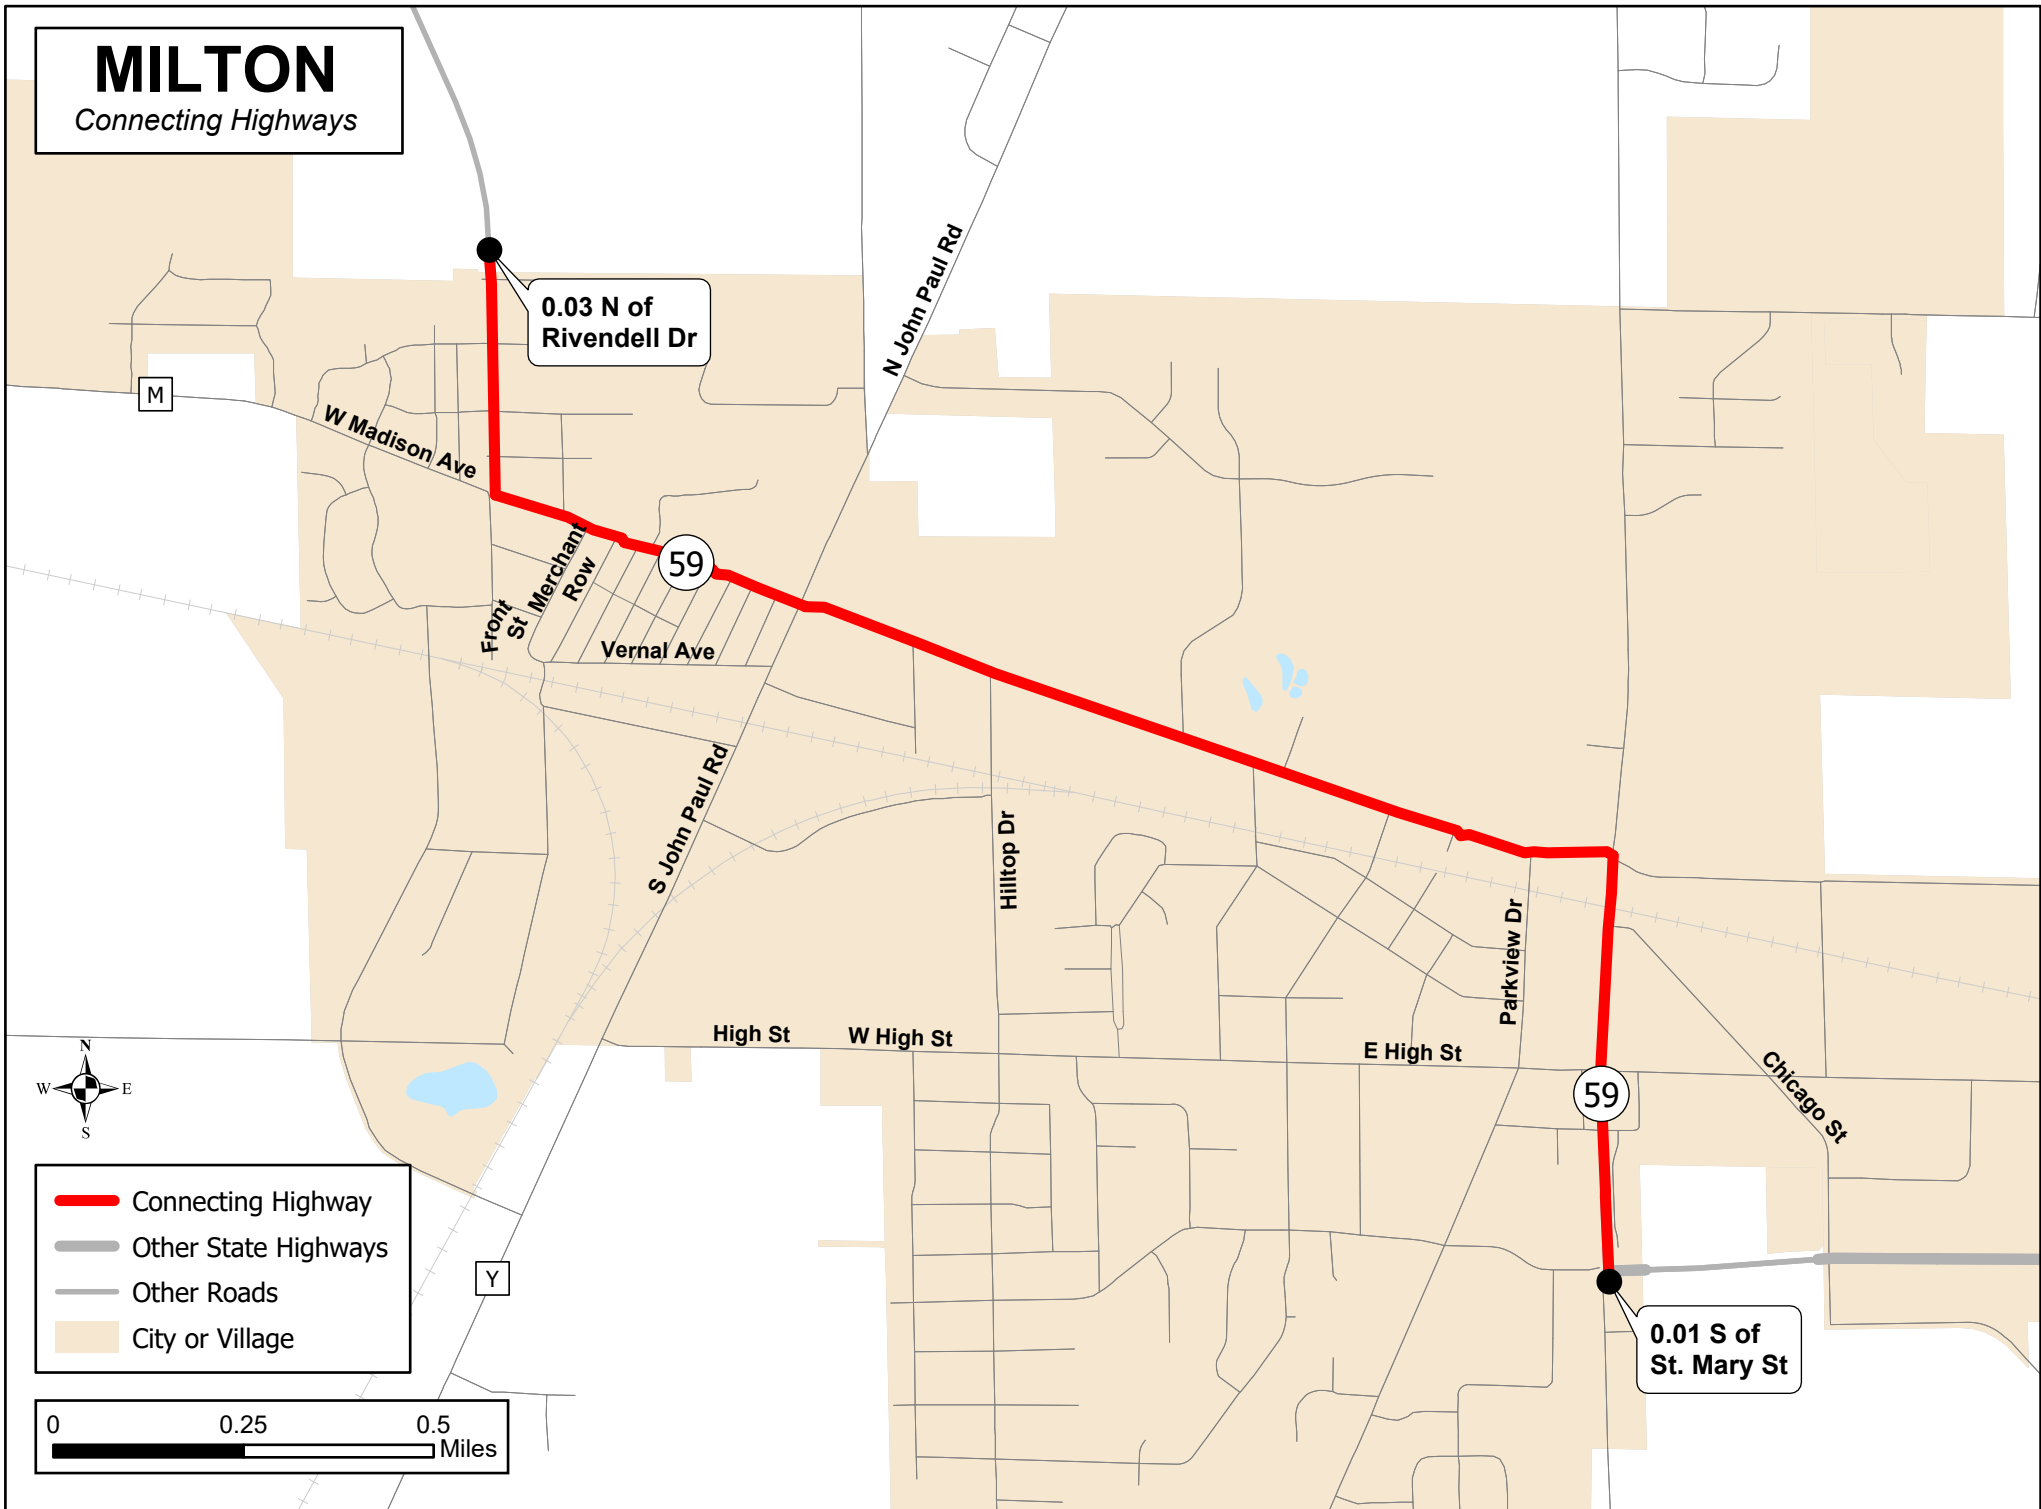 MILTON
Connecting Highways
0.03 N of
Rivendell Dr
N John Paul Rd
M
W Madison Ave
59
Merchant
Row
Front
St
Vernal Ave
S John Paul Rd
Hilltop Dr
Parkview Dr
High St
W High St
E High St
Chicago St
59
N
W
E
S
Connecting Highway
Other State Highways
Other Roads
City or Village
Y
0.01 S of
St. Mary St
0 0.25 0.5
Miles